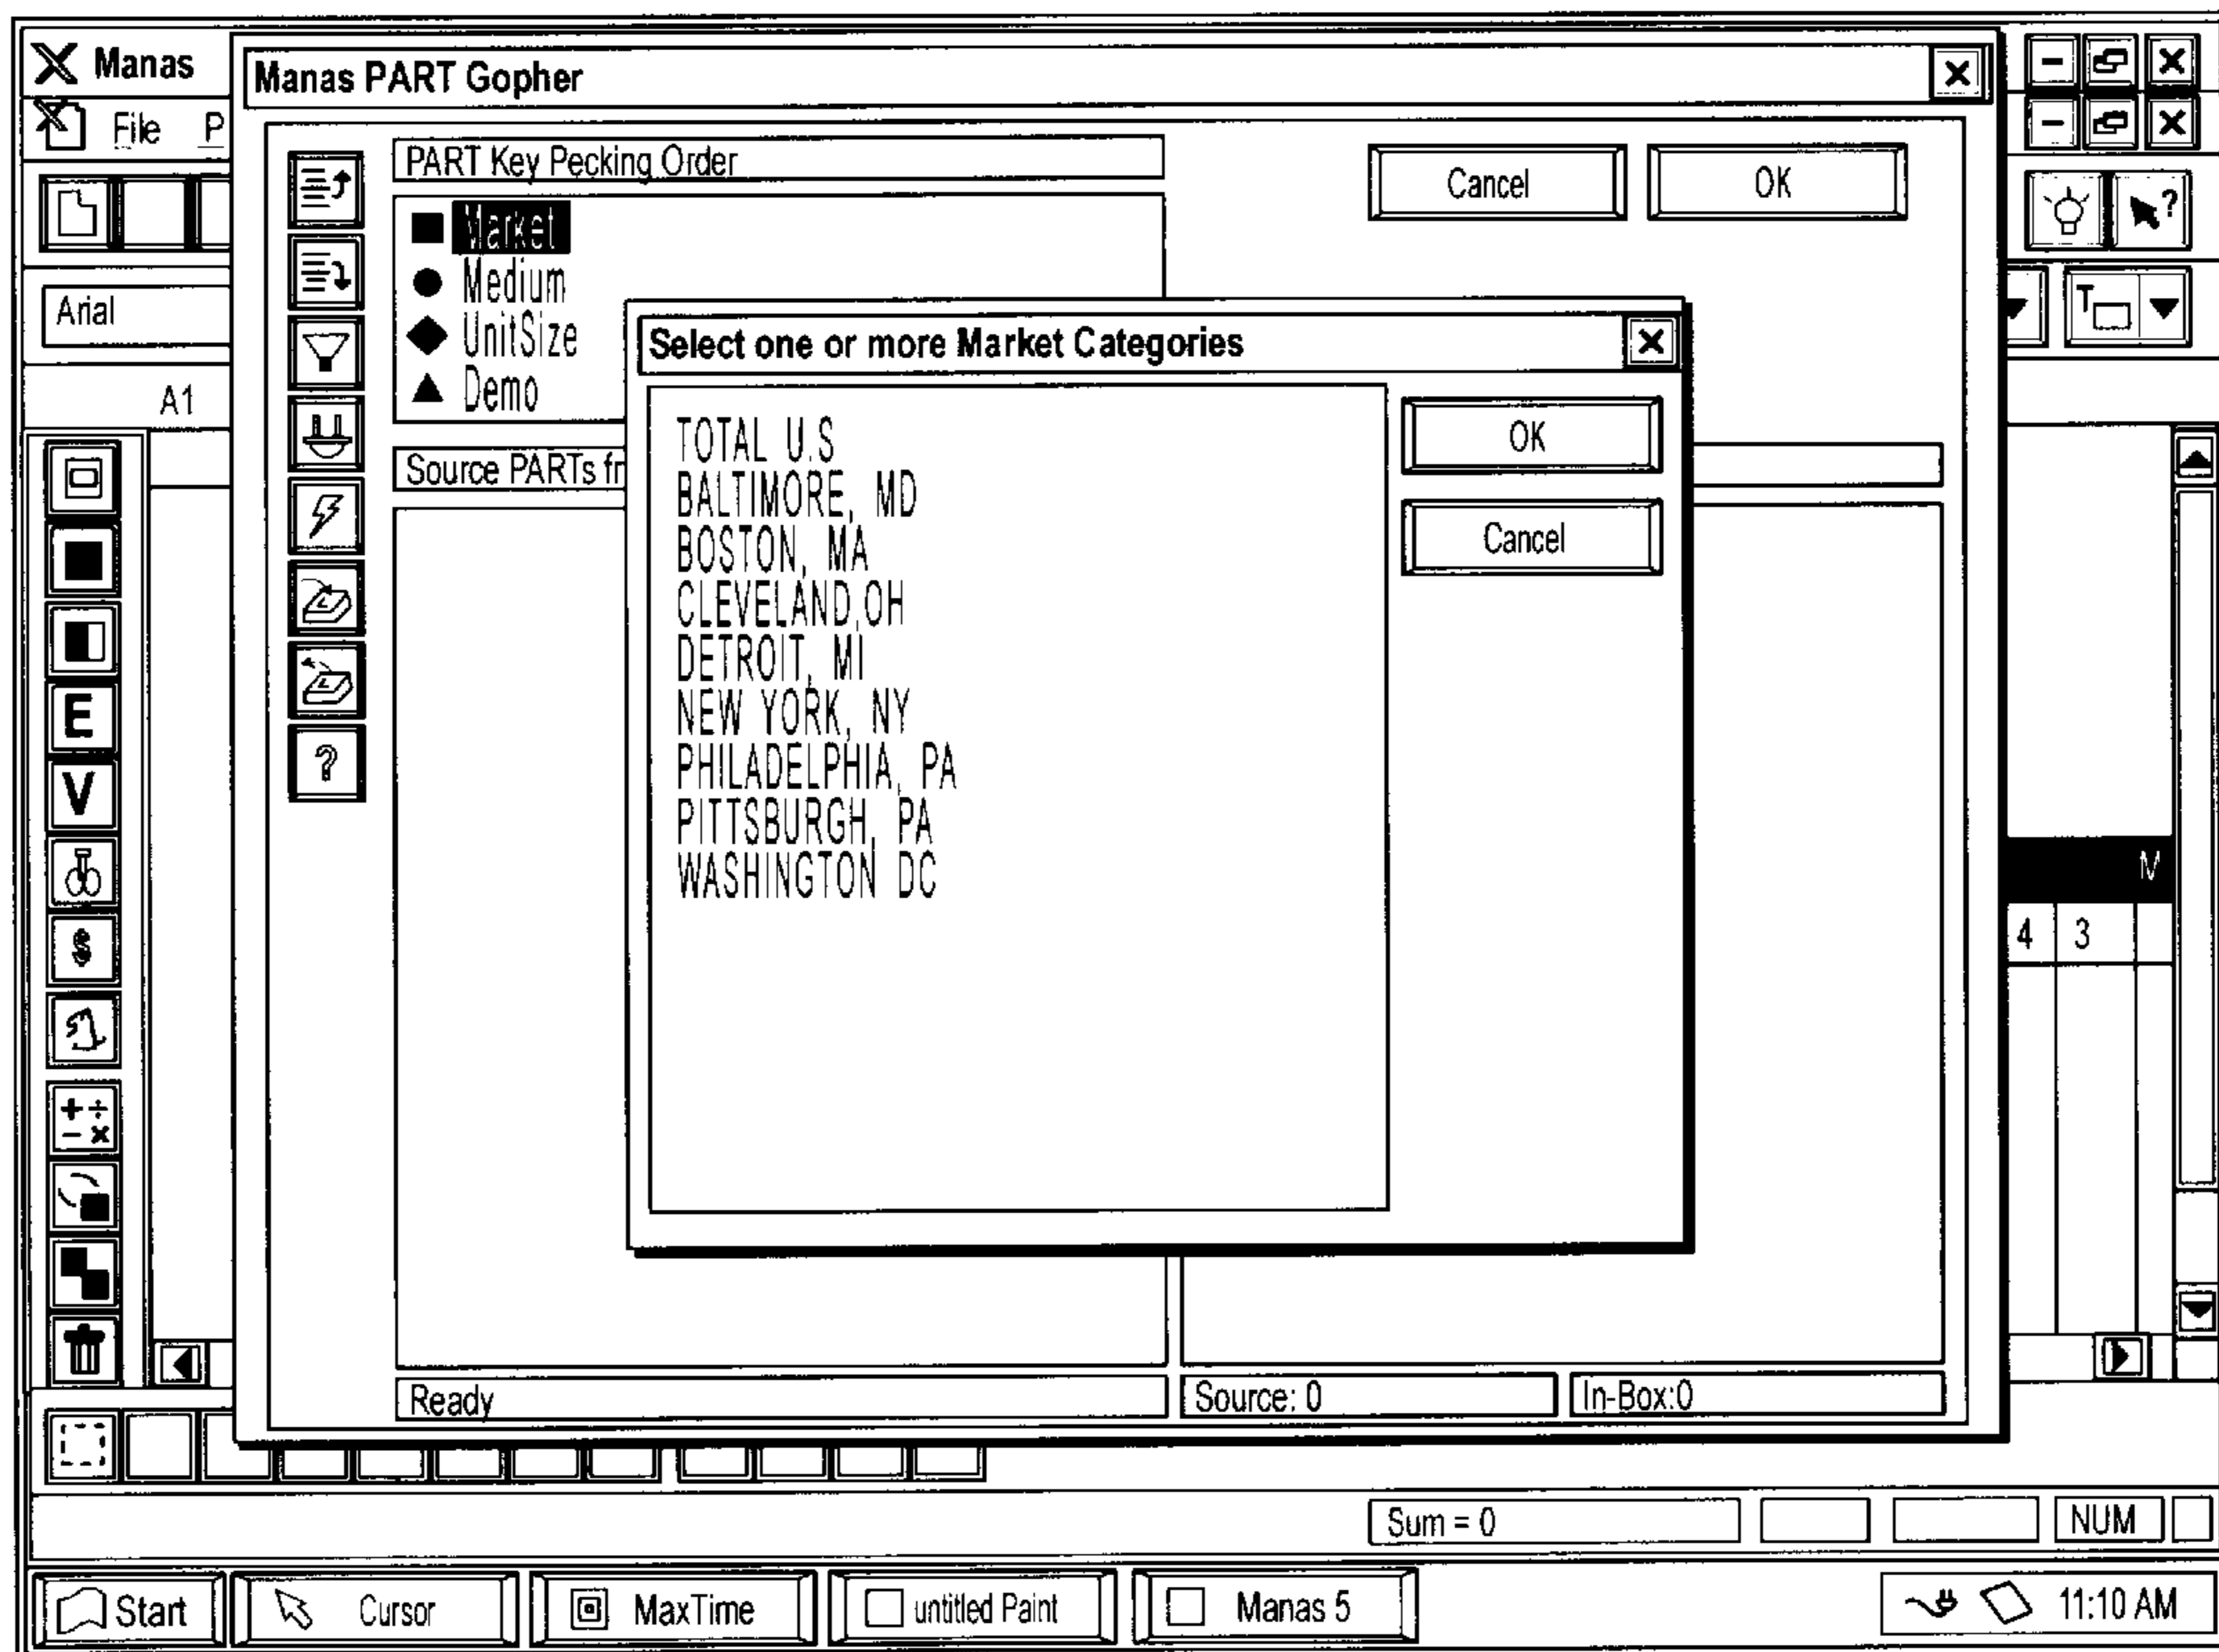 Manas
Manas PART Gopher
File P
PART Key Pecking Order
Cancel
OK
Market
Medium
UnitSize
Demo
Arial
A1
Select one or more Market Categories
TOTAL U.S
BALTIMORE, MD
BOSTON, MA
CLEVELAND,OH
DETROIT, MI
NEW YORK, NY
PHILADELPHIA, PA
PITTSBURGH, PA
WASHINGTON DC
OK
Cancel
Source PARTs
E
V
$
?
M
4 3
Ready
Source: 0
In-Box:0
Sum = 0
NUM
Start
Cursor
MaxTime
untitled Paint
Manas 5
11:10 AM